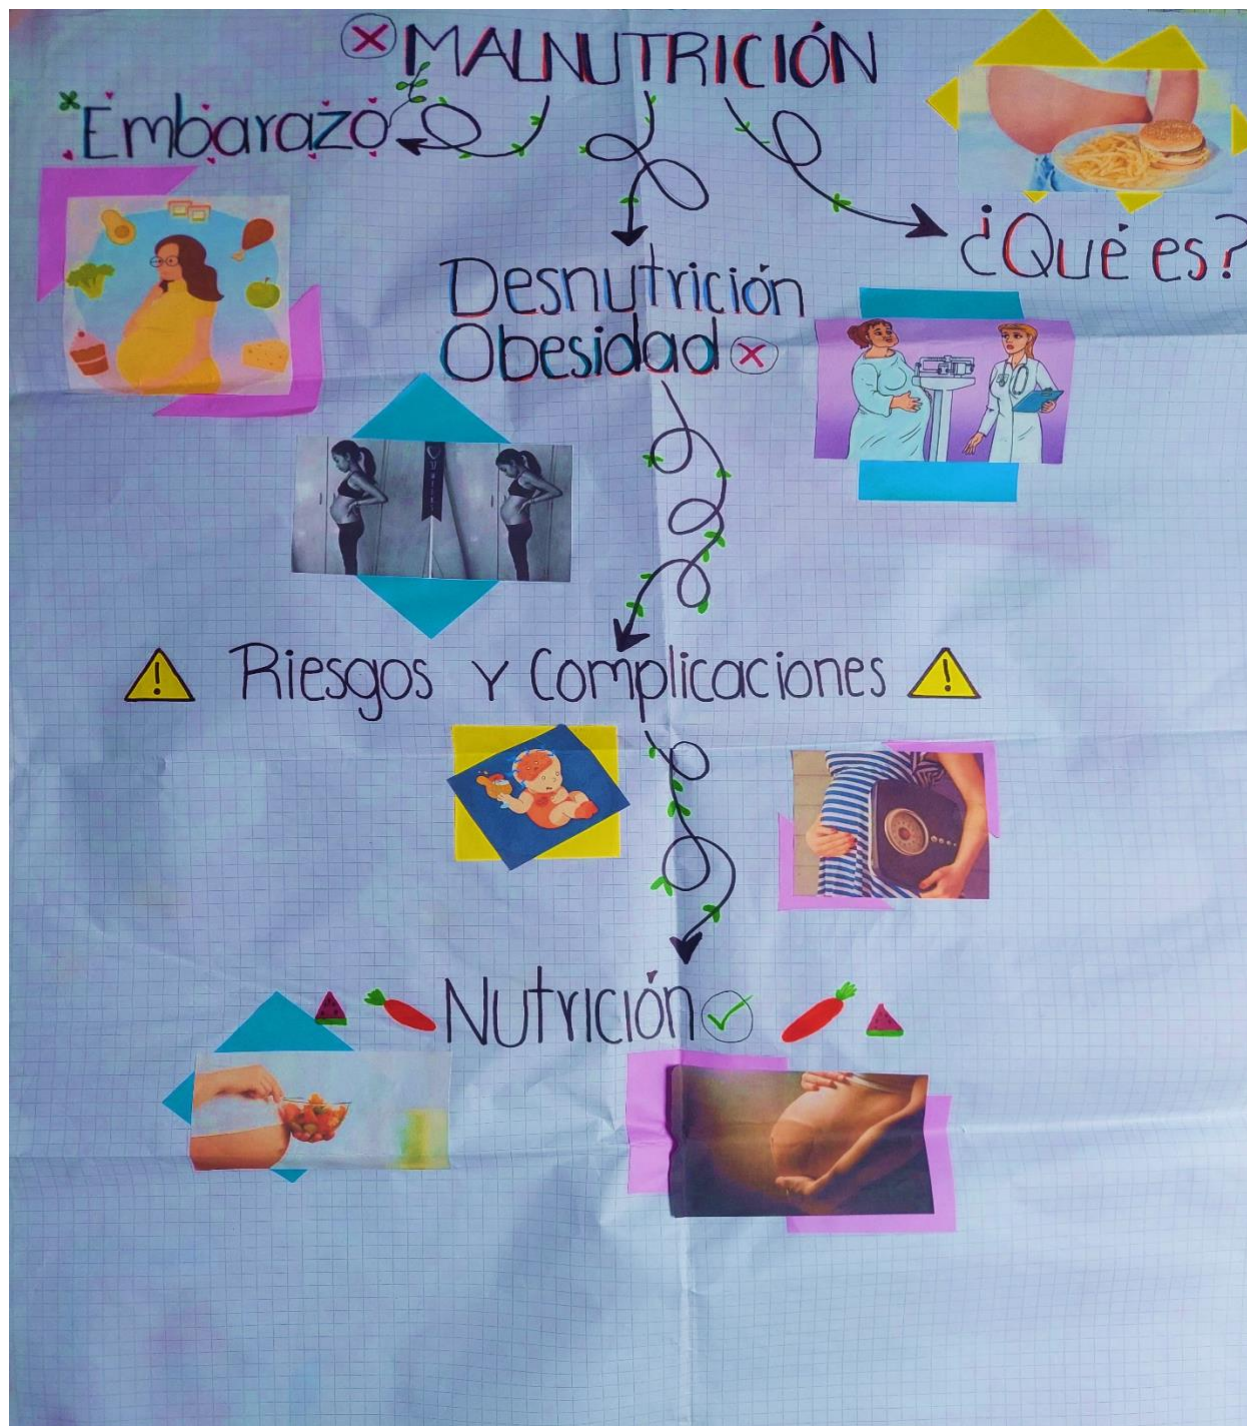 MALNUTRICIÓN
Embarazo
¿Qué es?
Desnutrición
Obesidad
Riesgos y Complicaciones
Nutrición